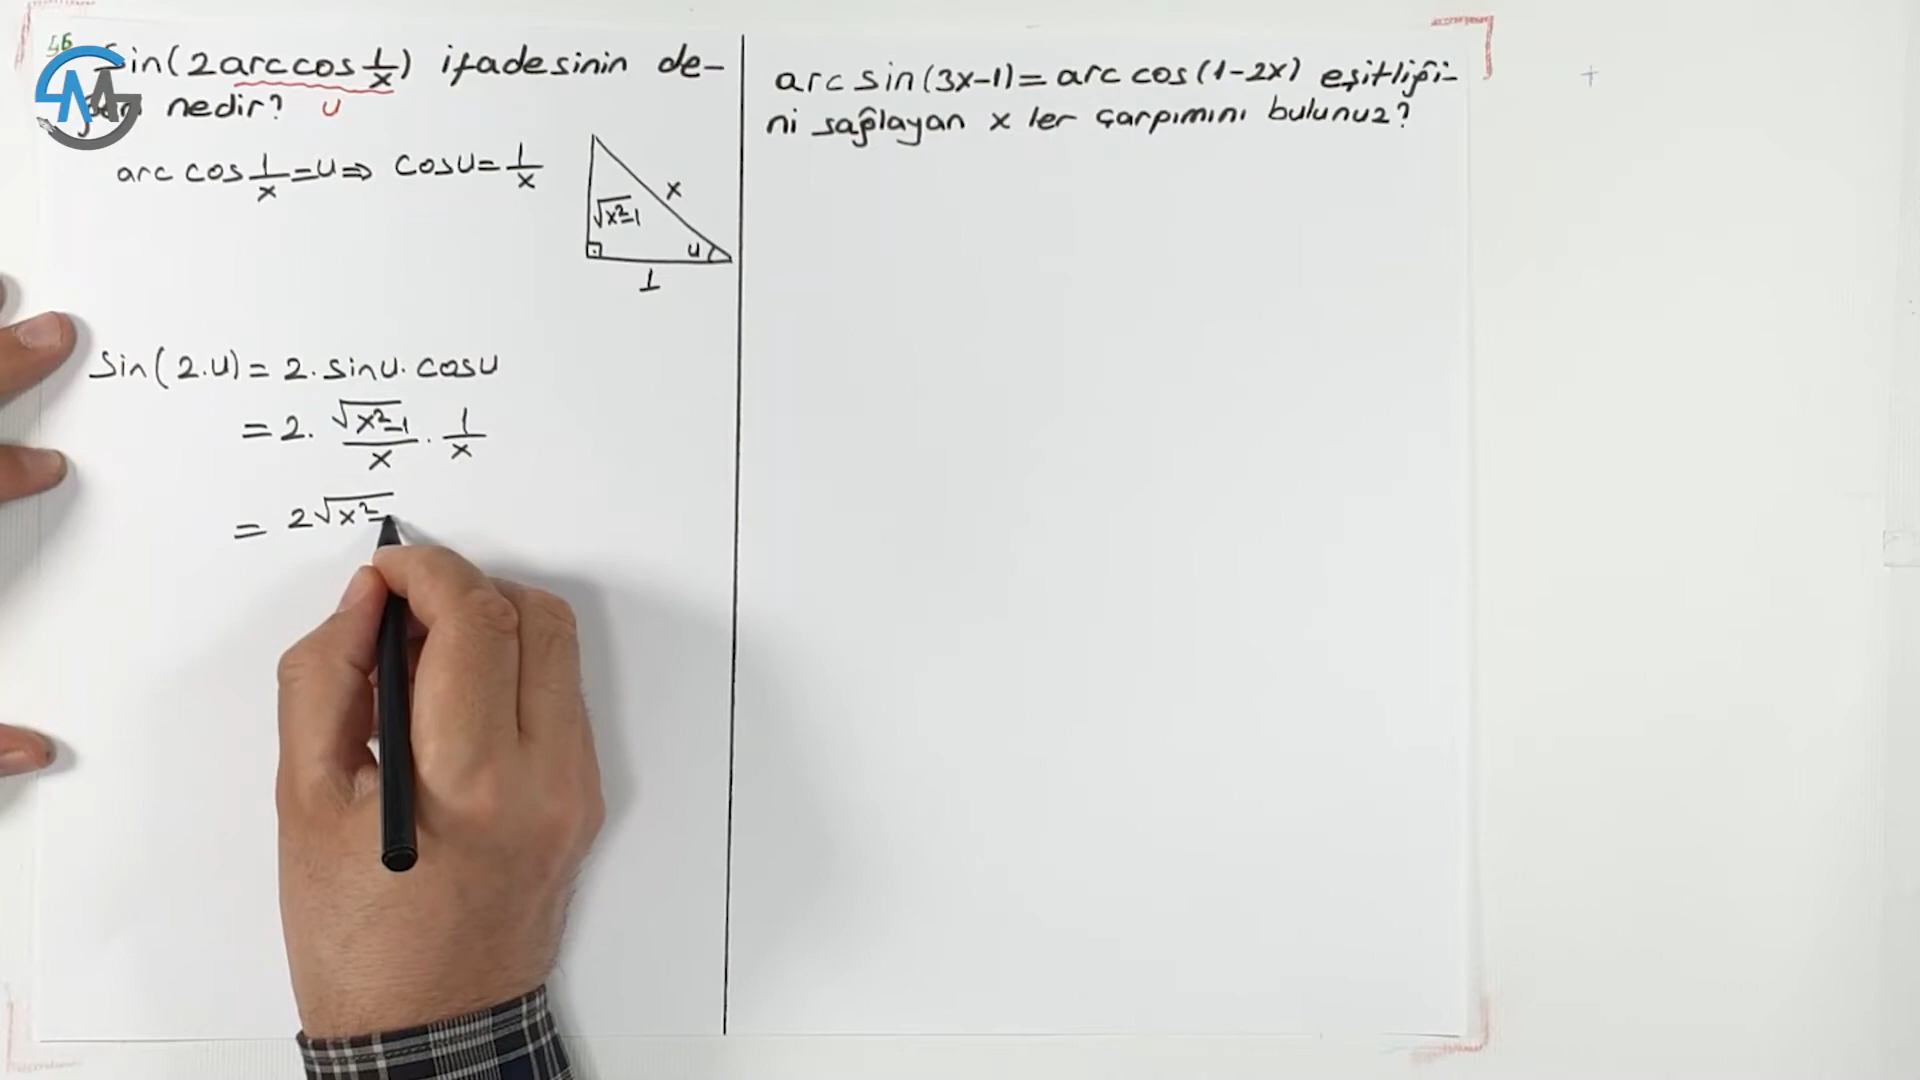 46
Sin(2arccos 1/x) ifadesinin de-
nedir? u
arc cos 1/x = u ⇒ cosu = 1/x
x
√x²-1
u
1
Sin(2.u) = 2.sinu.cosu
= 2. √x²-1/x . 1/x
= 2√x²-
arc sin(3x-1) = arc cos(1-2x) eşitliği-
ni sağlayan x ler çarpımını bulunuz?